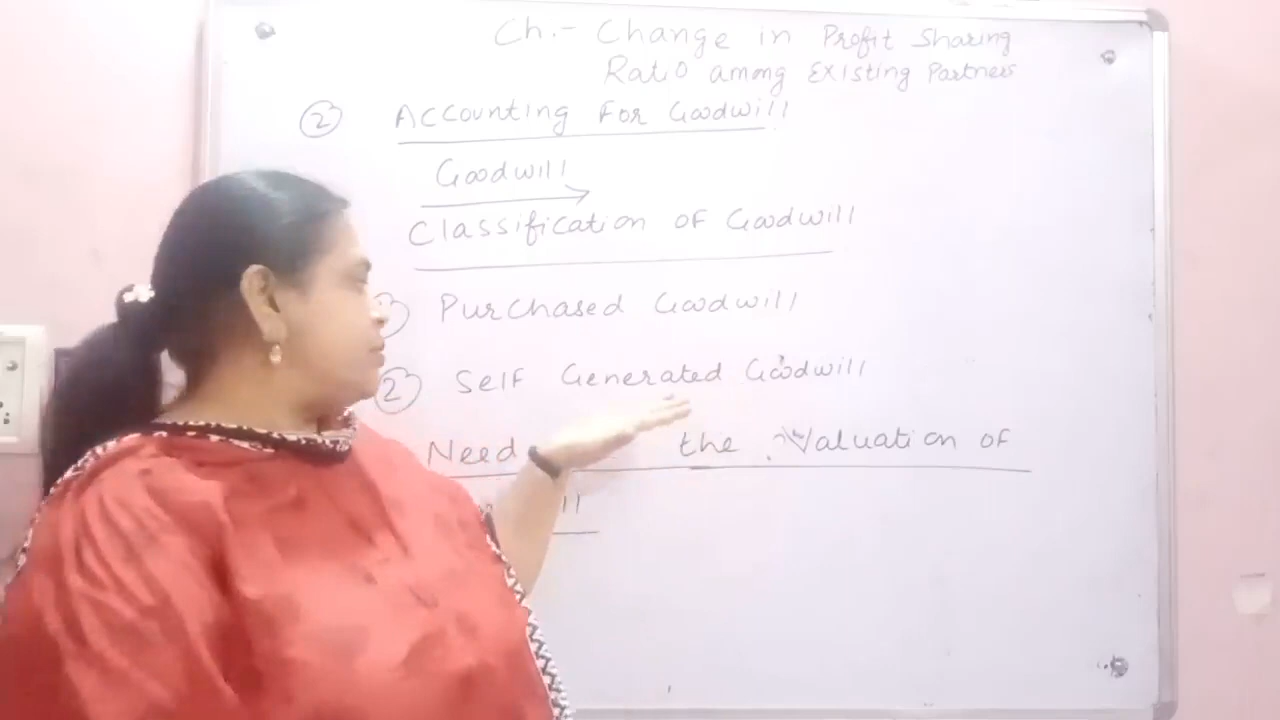 Ch.- Change in Profit Sharing
Ratio among Existing Partners
② Accounting For Goodwill
Goodwill
Classification of Goodwill
Purchased Goodwill
② Self Generated Goodwill
Need the Valuation of